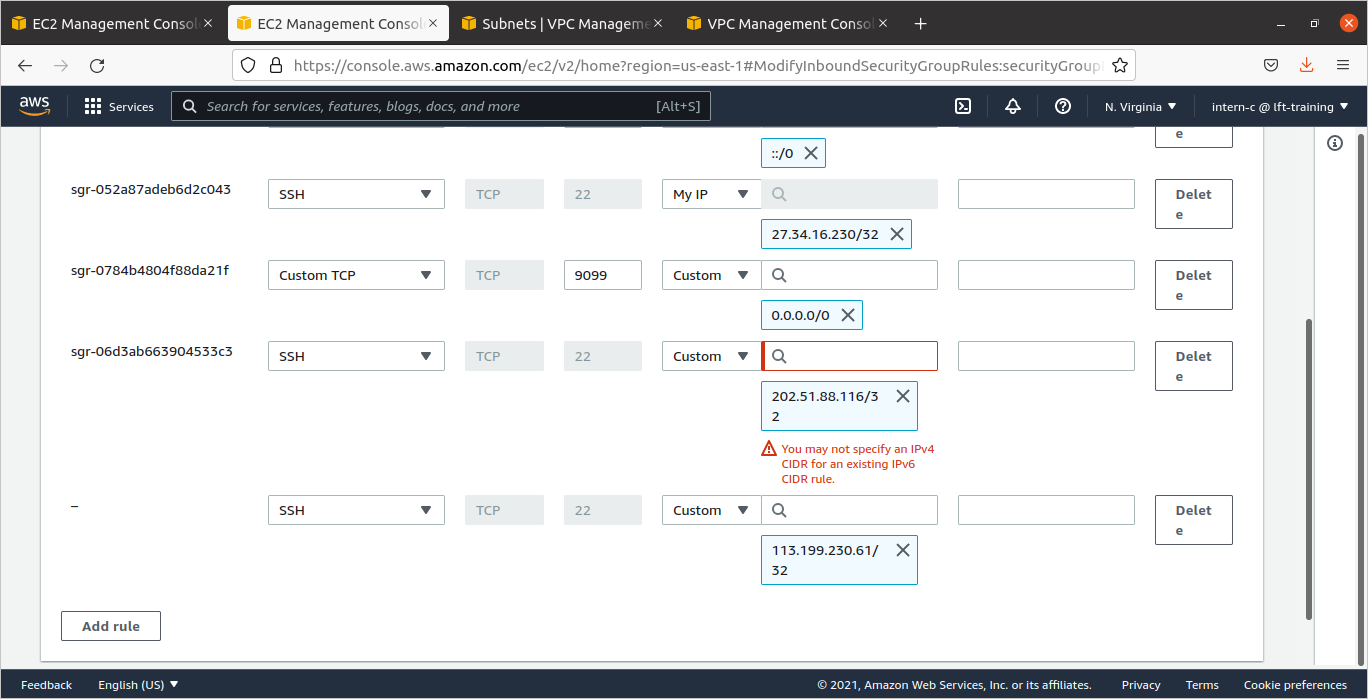 EC2 Management Consol
EC2 Management Consol
Subnets | VPC Manageme
VPC Management Consol
https://console.aws.amazon.com/ec2/v2/home?region=us-east-1#ModifyInboundSecurityGroupRules:securityGroup
aws
Services
Search for services, features, blogs, docs, and more
[Alt+S]
N. Virginia
intern-c @ lft-training
e
::/0
sgr-052a87adeb6d2c043
SSH
TCP
22
My IP
Delet
e
27.34.16.230/32
sgr-0784b4804f88da21f
Custom TCP
TCP
9099
Custom
Delet
e
0.0.0.0/0
sgr-06d3ab663904533c3
SSH
TCP
22
Custom
Delet
e
202.51.88.116/3
2
You may not specify an IPv4
CIDR for an existing IPv6
CIDR rule.
–
SSH
TCP
22
Custom
Delet
e
113.199.230.61/
32
Add rule
Feedback
English (US)
© 2021, Amazon Web Services, Inc. or its affiliates.
Privacy
Terms
Cookie preferences